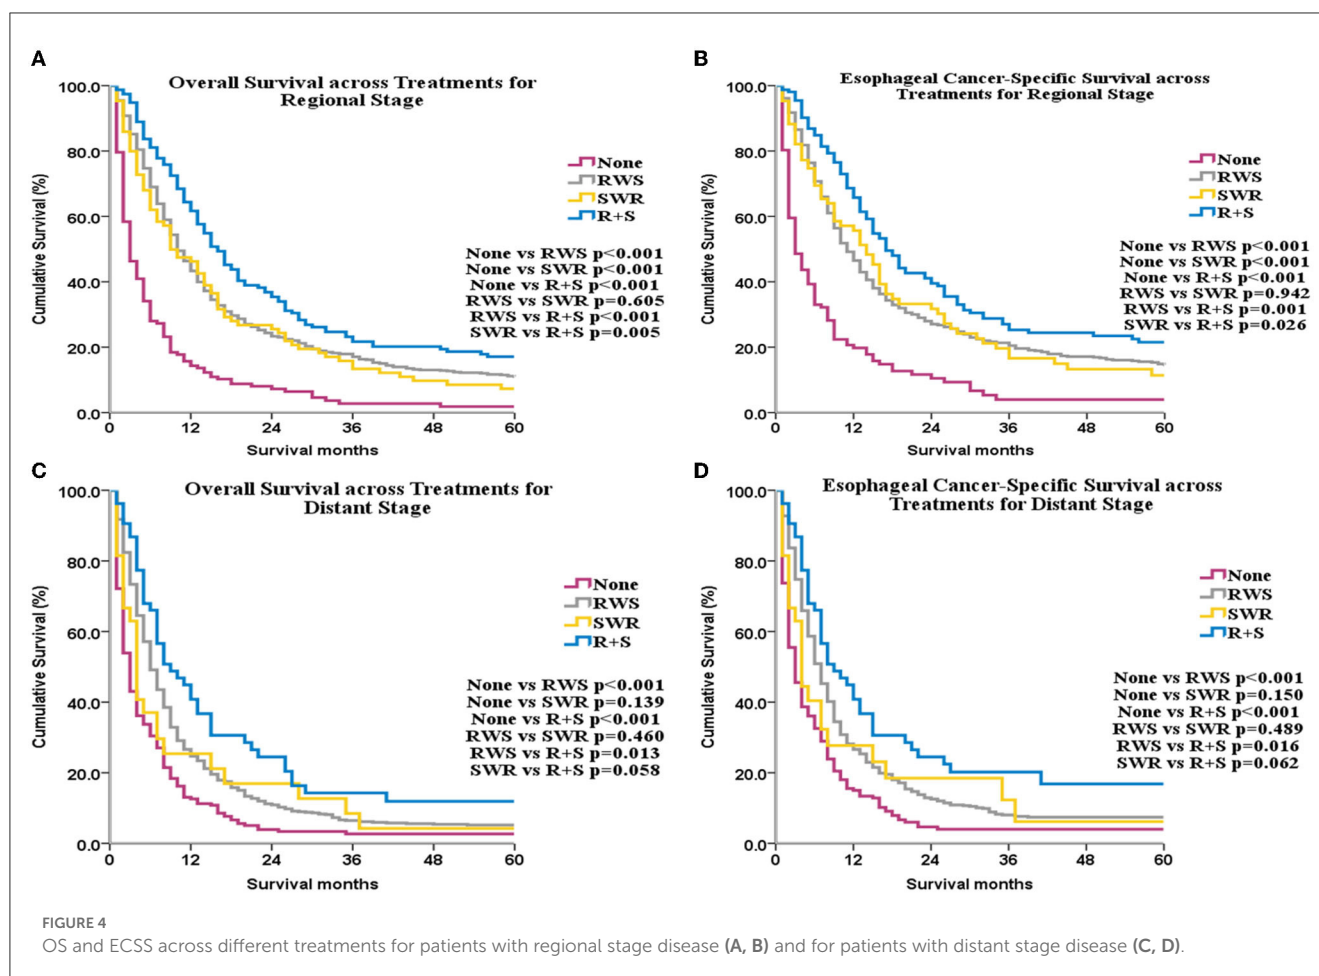 A
Overall Survival across Treatments for
Regional Stage
100.0
80.0
60.0
40.0
20.0
0.0
Cumulative Survival (%)
0 12 24 36 48 60
Survival months
None
RWS
SWR
R+S
None vs RWS p<0.001
None vs SWR p<0.001
None vs R+S p<0.001
RWS vs SWR p=0.605
RWS vs R+S p<0.001
SWR vs R+S p=0.005
B
Esophageal Cancer-Specific Survival across
Treatments for Regional Stage
100.0
80.0
60.0
40.0
20.0
0.0
Cumulative Survival (%)
0 12 24 36 48 60
Survival months
None
RWS
SWR
R+S
None vs RWS p<0.001
None vs SWR p<0.001
None vs R+S p<0.001
RWS vs SWR p=0.942
RWS vs R+S p=0.001
SWR vs R+S p=0.026
C
Overall Survival across Treatments for
Distant Stage
100.0
80.0
60.0
40.0
20.0
0.0
Cumulative Survival (%)
0 12 24 36 48 60
Survival months
None
RWS
SWR
R+S
None vs RWS p<0.001
None vs SWR p=0.139
None vs R+S p<0.001
RWS vs SWR p=0.460
RWS vs R+S p=0.013
SWR vs R+S p=0.058
D
Esophageal Cancer-Specific Survival across
Treatments for Distant Stage
100.0
80.0
60.0
40.0
20.0
0.0
Cumulative Survival (%)
0 12 24 36 48 60
Survival months
None
RWS
SWR
R+S
None vs RWS p<0.001
None vs SWR p=0.150
None vs R+S p<0.001
RWS vs SWR p=0.489
RWS vs R+S p=0.016
SWR vs R+S p=0.062
FIGURE 4
OS and ECSS across different treatments for patients with regional stage disease (A, B) and for patients with distant stage disease (C, D).